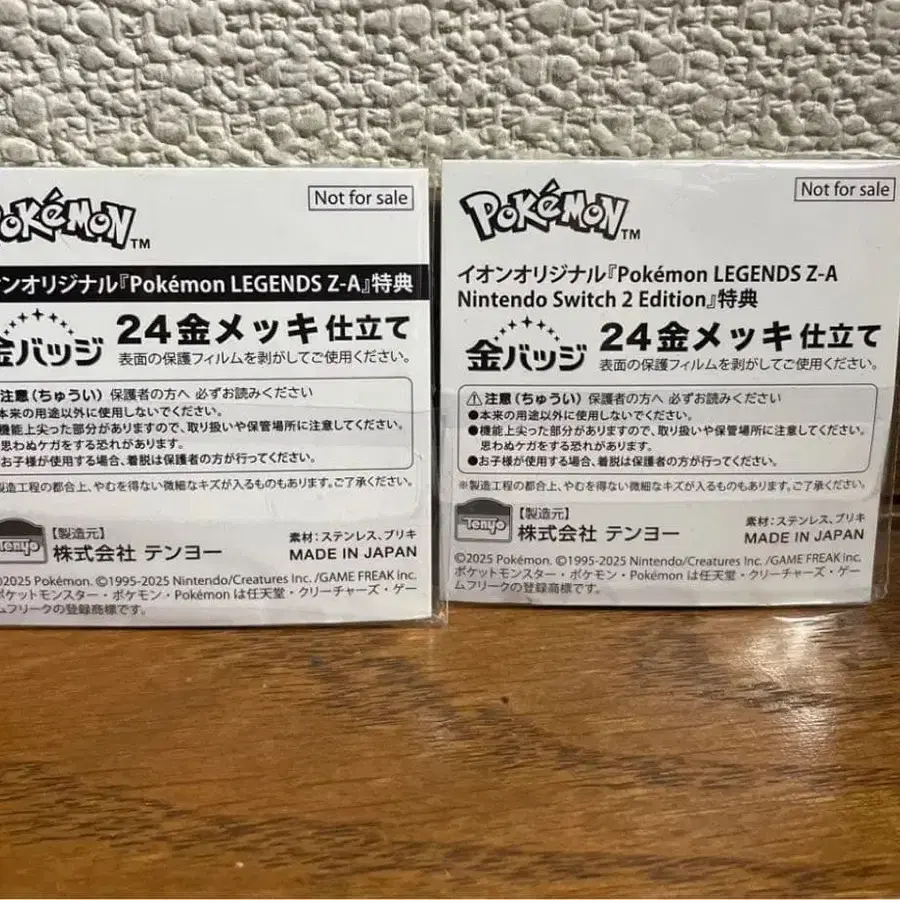 POKéMON TM
Not for sale
ンオリジナル『Pokémon LEGENDS Z-A』特典
金バッジ
24金メッキ仕立て
表面の保護フィルムを剥がしてご使用ください。
注意(ちゅうい) 保護者の方へ 必ずお読みください
本来の用途以外に使用しないでください。
機能上尖った部分がありますので、取り扱いや保管場所に注意してください。
思わぬケガをする恐れがあります。
お子様が使用する場合、着脱は保護者の方が行ってください。
製造工程の都合上、やむを得ない微細なキズが入るものもあります。ご了承ください。
Tenyo
【製造元】
株式会社 テンヨー
素材:ステンレス、ブリキ
MADE IN JAPAN
©2025 Pokémon. ©1995-2025 Nintendo/Creatures Inc. /GAME FREAK inc.
ポケットモンスター・ポケモン・Pokémon は任天堂・クリーチャーズ・ゲー
ムフリークの登録商標です。
POKéMON TM
Not for sale
イオンオリジナル『Pokémon LEGENDS Z-A
Nintendo Switch 2 Edition』特典
金バッジ
24金メッキ仕立て
表面の保護フィルムを剥がしてご使用ください。
⚠注意(ちゅうい) 保護者の方へ 必ずお読みください
●本来の用途以外に使用しないでください。
●機能上尖った部分がありますので、取り扱いや保管場所に注意してください。
思わぬケガをする恐れがあります。
●お子様が使用する場合、着脱は保護者の方が行ってください。
※製造工程の都合上、やむを得ない微細なキズが入るものもあります。ご了承ください。
Tenyo
【製造元】
株式会社 テンヨー
素材:ステンレス、ブリキ
MADE IN JAPAN
©2025 Pokémon. ©1995-2025 Nintendo/Creatures Inc. /GAME FREAK inc.
ポケットモンスター・ポケモン・Pokémon は任天堂・クリーチャーズ・ゲー
ムフリークの登録商標です。